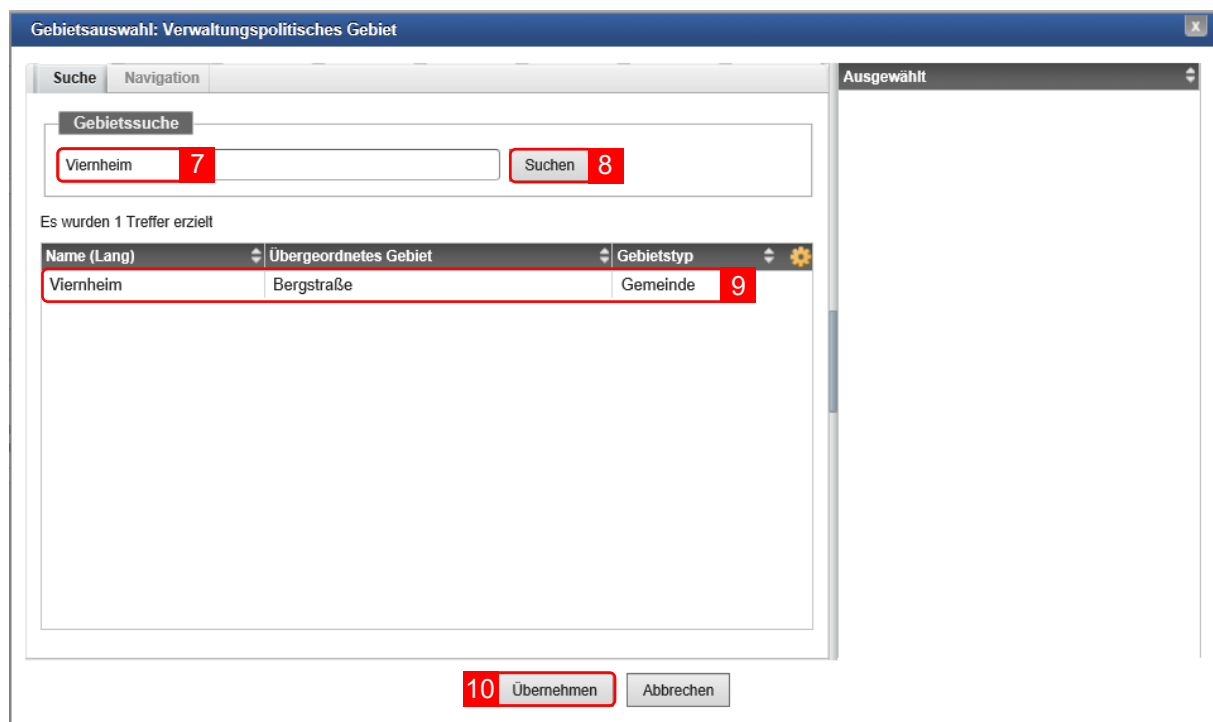 Gebietsauswahl: Verwaltungspolitisches Gebiet x
Suche Navigation
Ausgewählt
Gebietssuche
Viernheim 7 Suchen 8
Es wurden 1 Treffer erzielt
Name (Lang) Übergeordnetes Gebiet Gebietstyp
Viernheim Bergstraße Gemeinde 9
10 Übernehmen Abbrechen